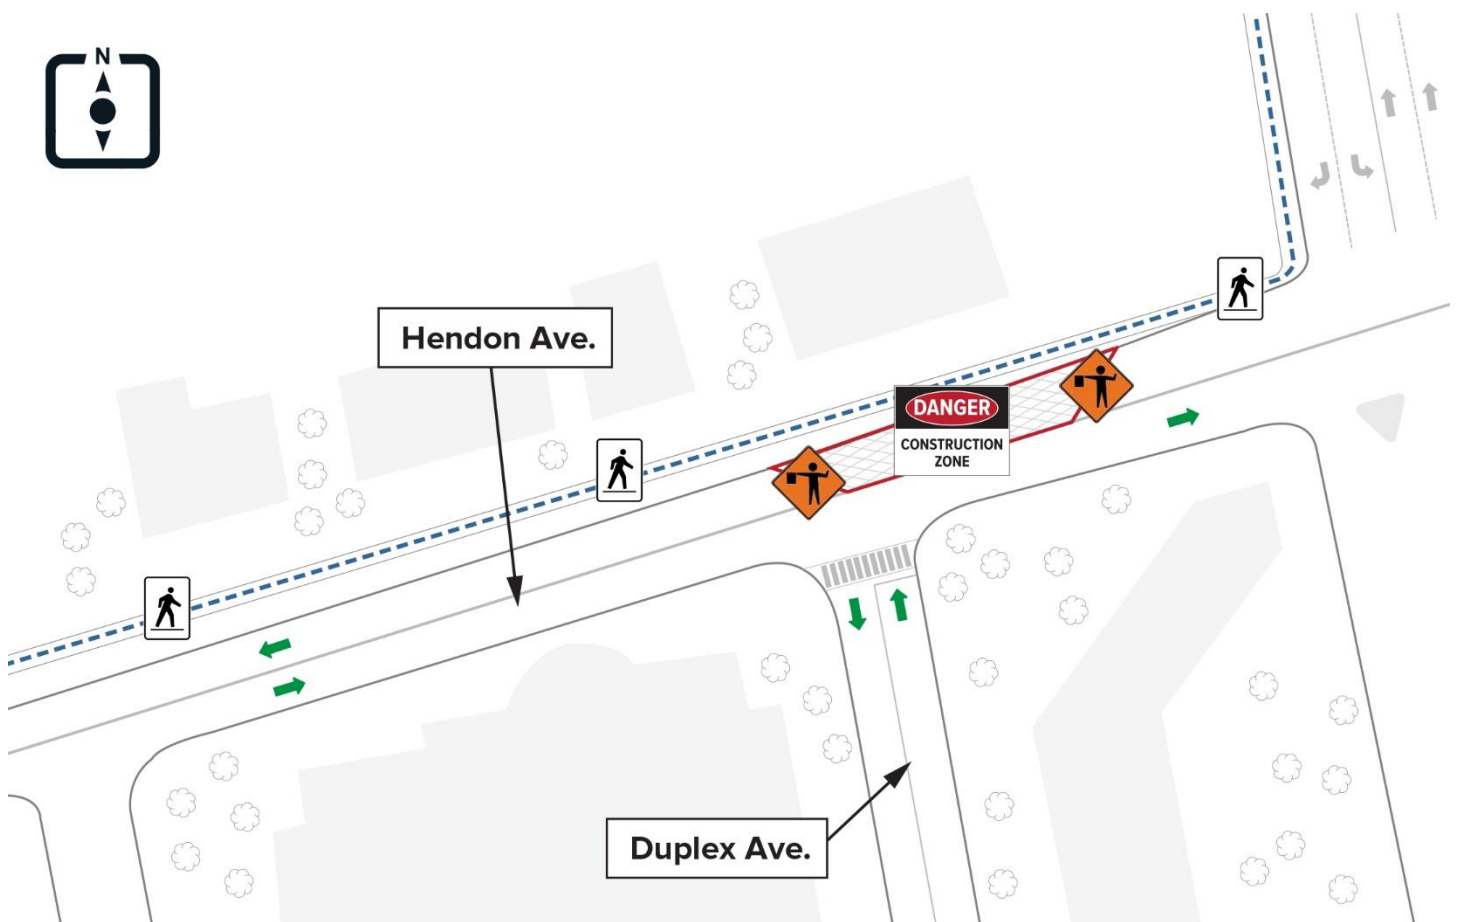 N
Hendon Ave.
DANGER
CONSTRUCTION
ZONE
Duplex Ave.